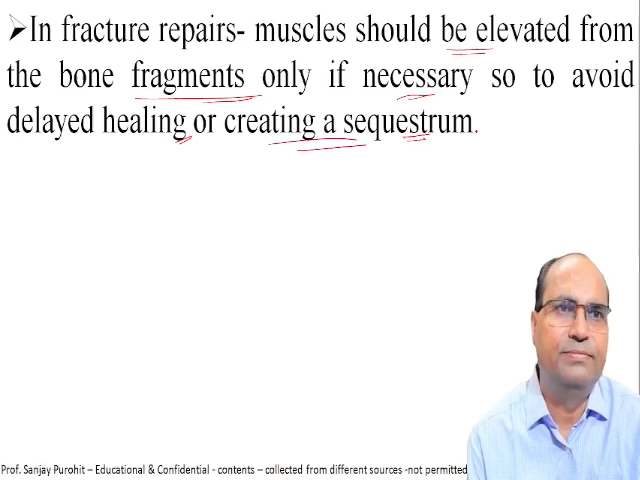 ➢In fracture repairs- muscles should be elevated from
the bone fragments only if necessary so to avoid
delayed healing or creating a sequestrum.
Prof. Sanjay Purohit – Educational & Confidential - contents – collected from different sources -not permitted